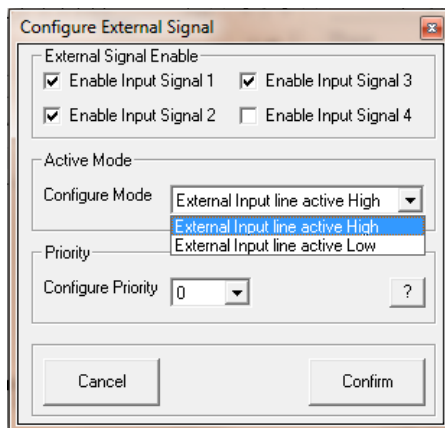 Configure External Signal
External Signal Enable
Enable Input Signal 1 Enable Input Signal 3
Enable Input Signal 2 Enable Input Signal 4
Active Mode
Configure Mode External Input line active High
External Input line active High
External Input line active Low
Priority
Configure Priority 0 ?
Cancel Confirm